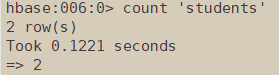 hbase:006:0> count 'students'
2 row(s)
Took 0.1221 seconds
=> 2